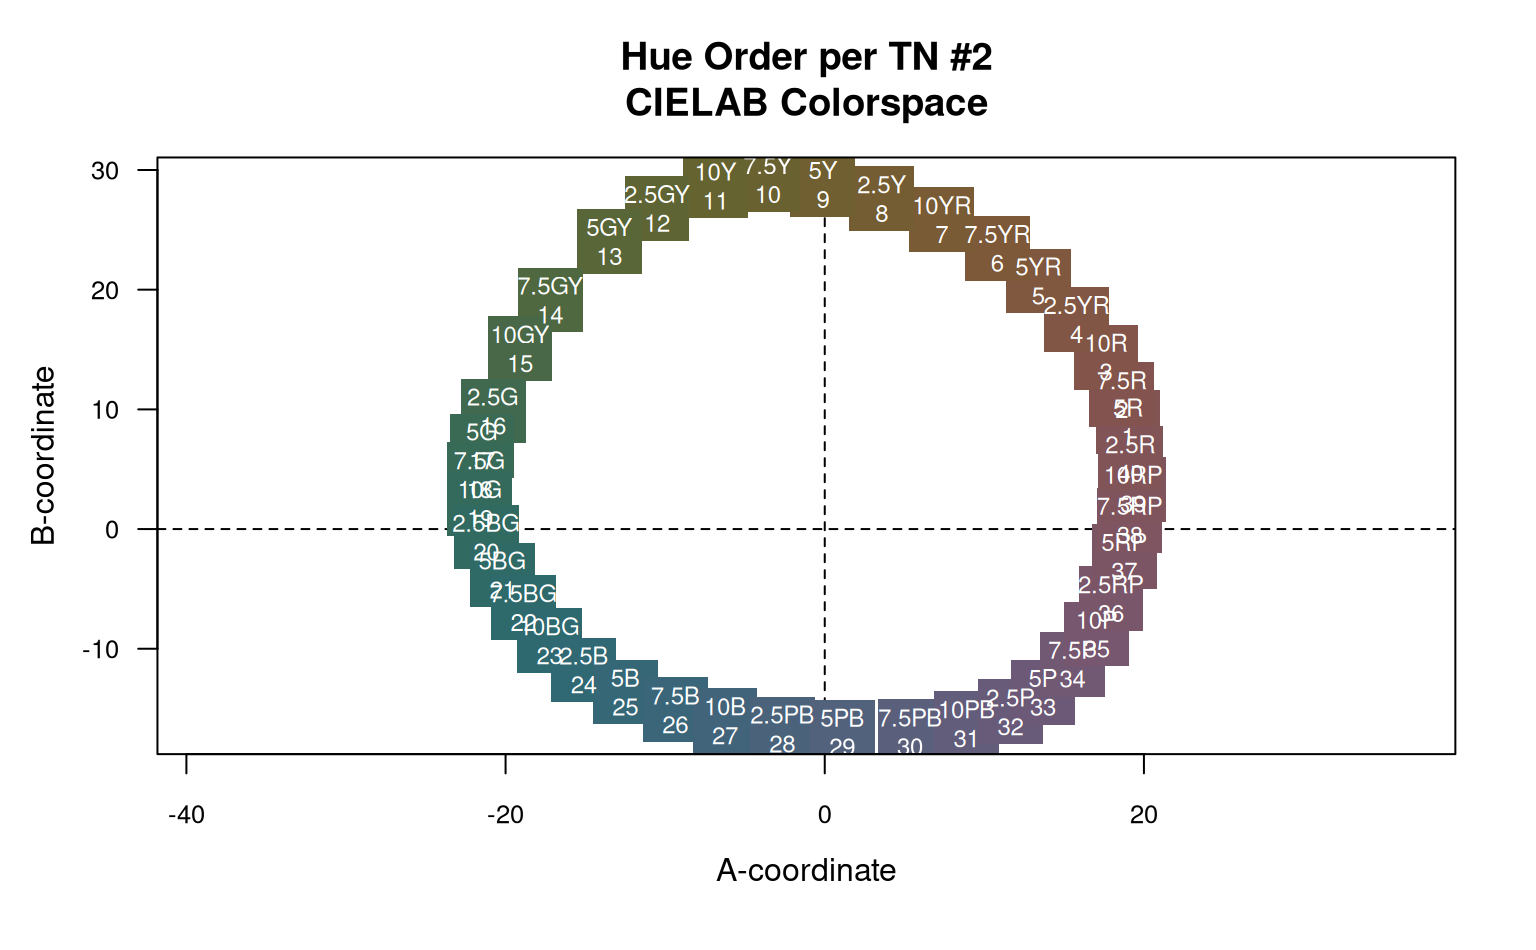 Hue Order per TN #2
CIELAB Colorspace
B-coordinate
30
20
10
0
-10
-40
-20
0
20
A-coordinate
5R
1
7.5R
2
10R
3
2.5YR
4
5YR
5
7.5YR
6
10YR
7
2.5Y
8
5Y
9
7.5Y
10
10Y
11
2.5GY
12
5GY
13
7.5GY
14
10GY
15
2.5G
16
5G
17
7.5G
18
10G
19
2.5BG
20
5BG
21
7.5BG
22
10BG
23
2.5B
24
5B
25
7.5B
26
10B
27
2.5PB
28
5PB
29
7.5PB
30
10PB
31
2.5P
32
5P
33
7.5P
34
10P
35
2.5RP
36
5RP
37
7.5RP
38
10RP
39
2.5R
40